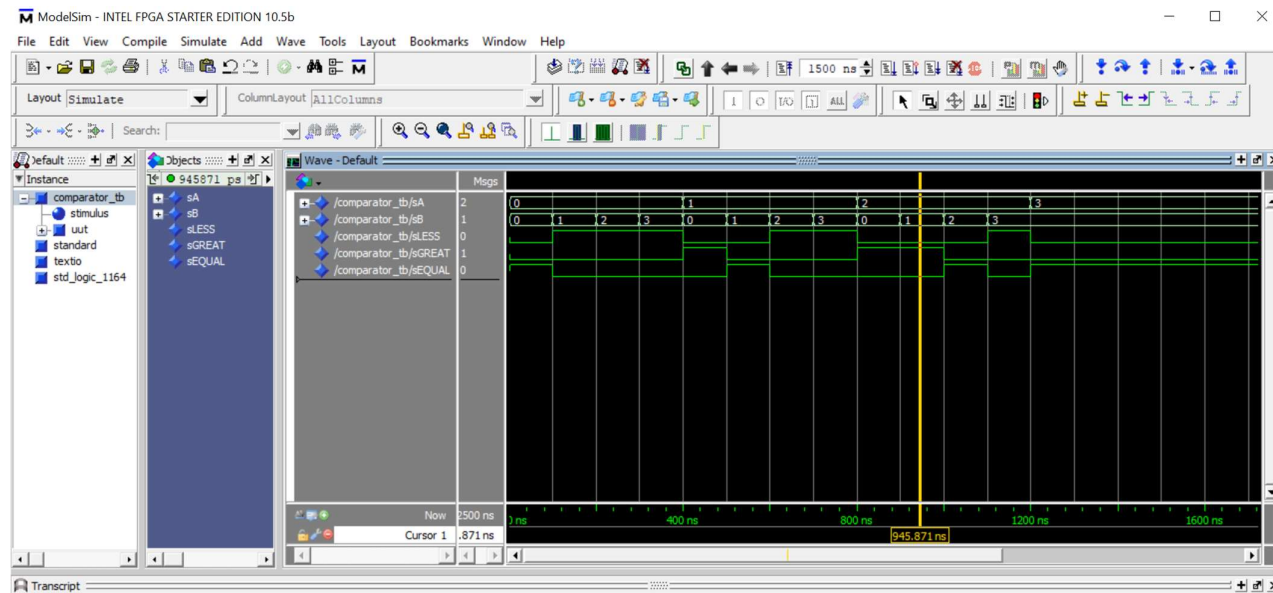 ModelSim - INTEL FPGA STARTER EDITION 10.5b
File Edit View Compile Simulate Add Wave Tools Layout Bookmarks Window Help
1500 ns
ALL
Layout Simulate
ColumnLayout AllColumns
Search:
Default
Objects
Wave - Default
Instance
945871 ps
Msgs
comparator_tb
stimulus
uut
standard
textio
std_logic_1164
sA
sB
sLESS
sGREAT
sEQUAL
/comparator_tb/sA 2 0 1 2 3
/comparator_tb/sB 1 0 1 2 3 0 1 2 3 0 1 2 3
/comparator_tb/sLESS 0
/comparator_tb/sGREAT 1
/comparator_tb/sEQUAL 0
Now 2500 ns
) ns 400 ns 800 ns 1200 ns 1600 ns
Cursor 1 .871 ns 945.871 ns
Transcript